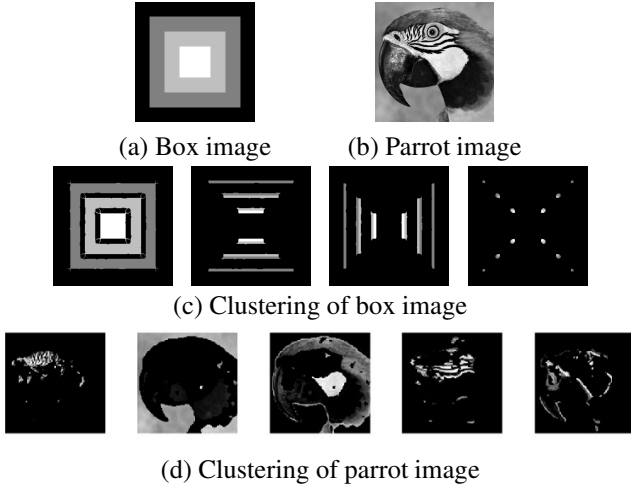 (a) Box image
(b) Parrot image
(c) Clustering of box image
(d) Clustering of parrot image